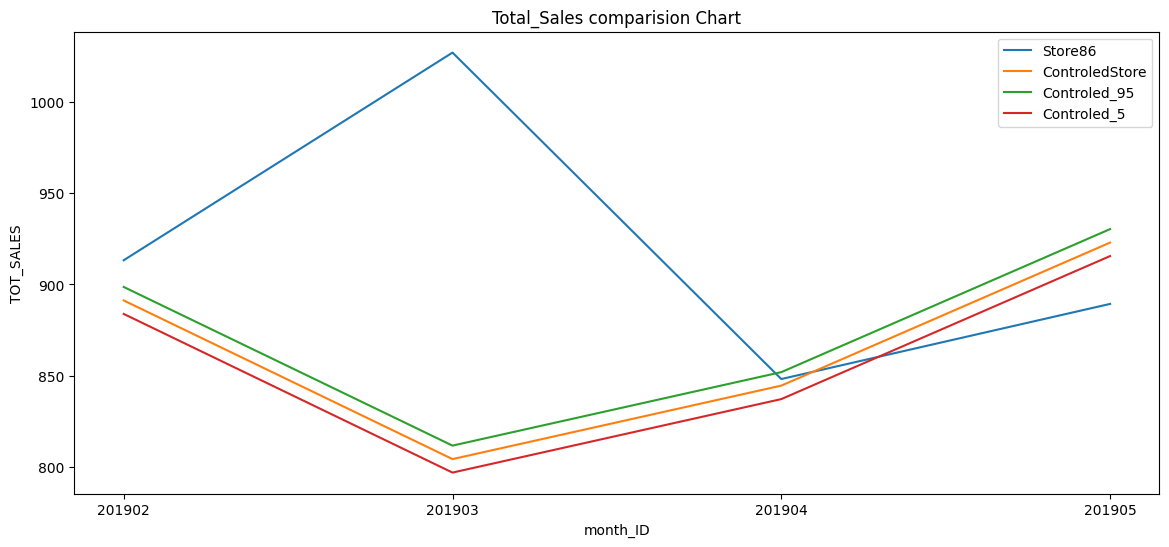 Total_Sales comparision Chart
Store86
ControledStore
Controled_95
Controled_5
TOT_SALES
1000
950
900
850
800
201902 201903 201904 201905
month_ID